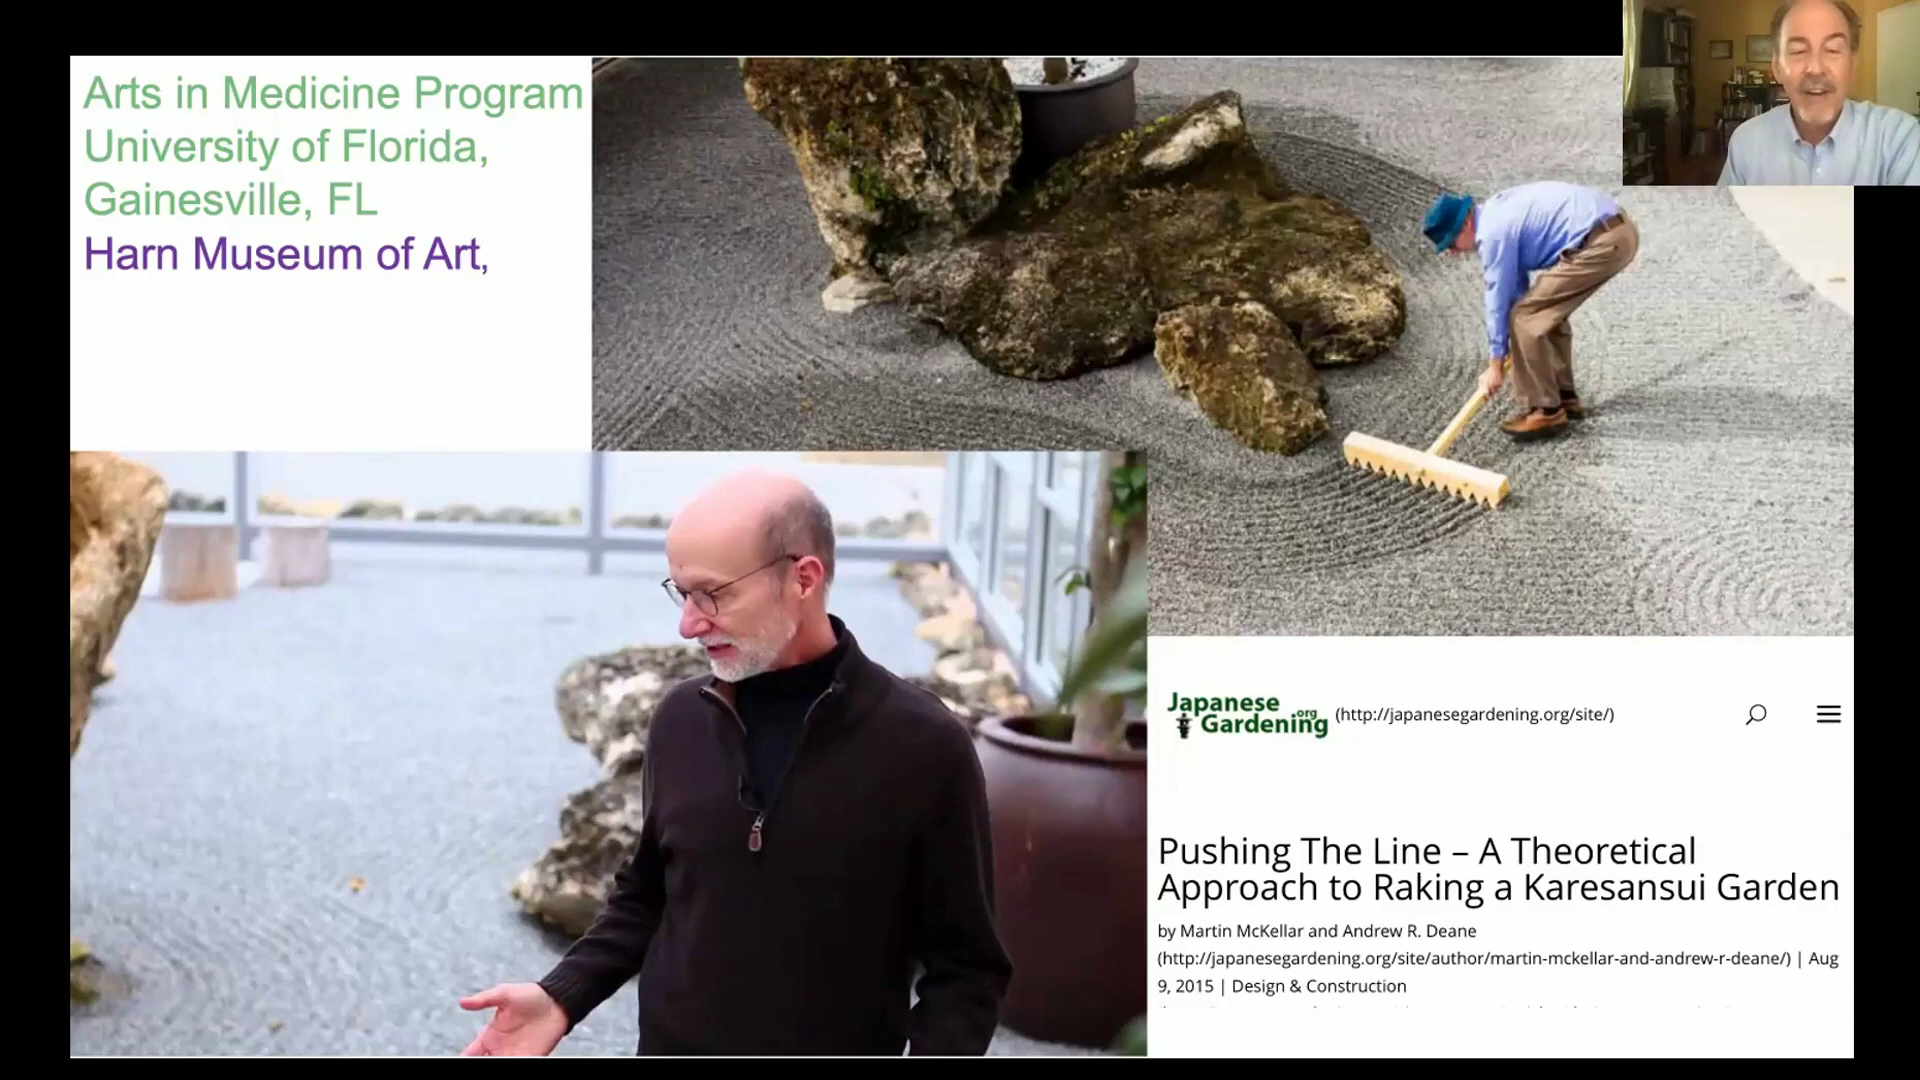 Arts in Medicine Program
University of Florida,
Gainesville, FL
Harn Museum of Art,
Japanese
Gardening
.org
(http://japanesegardening.org/site/)
Pushing The Line – A Theoretical
Approach to Raking a Karesansui Garden
by Martin McKellar and Andrew R. Deane
(http://japanesegardening.org/site/author/martin-mckellar-and-andrew-r-deane/) | Aug
9, 2015 | Design & Construction